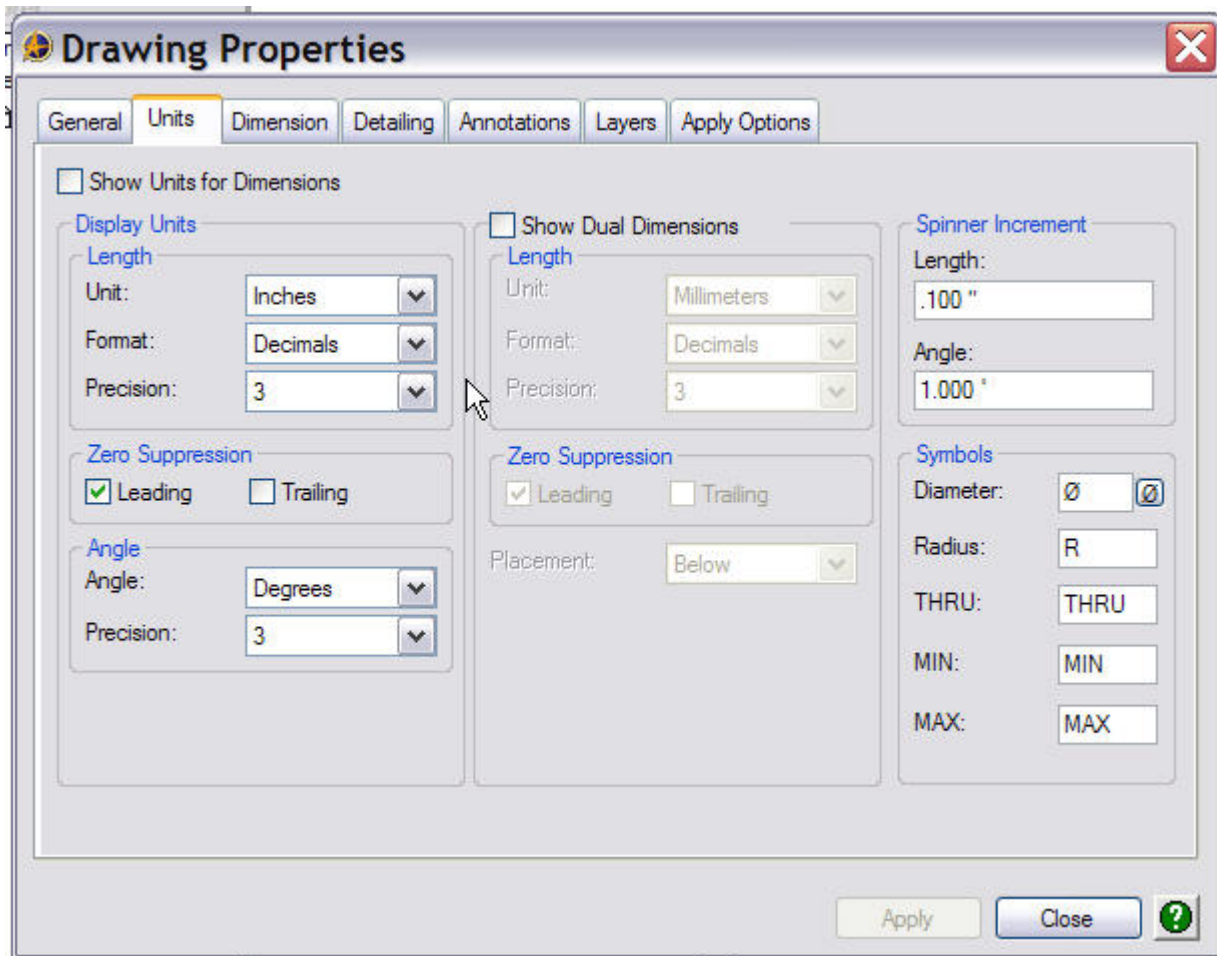 Drawing Properties
General Units Dimension Detailing Annotations Layers Apply Options
Show Units for Dimensions
Display Units
Length
Unit: Inches
Format: Decimals
Precision: 3
Zero Suppression
Leading Trailing
Angle
Angle: Degrees
Precision: 3
Show Dual Dimensions
Length
Unit: Millimeters
Format: Decimals
Precision: 3
Zero Suppression
Leading Trailing
Placement: Below
Spinner Increment
Length:
.100 "
Angle:
1.000 °
Symbols
Diameter: Ø Ø
Radius: R
THRU: THRU
MIN: MIN
MAX: MAX
Apply Close ?